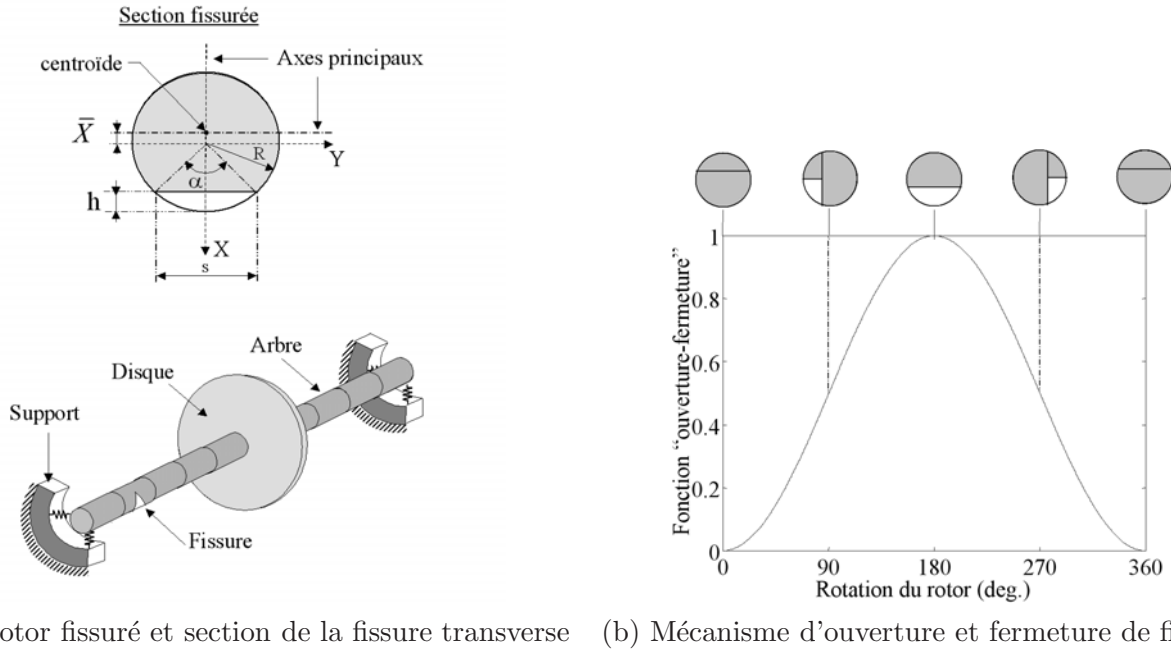 Section fissurée
centroïde
Axes principaux
X̅
R
Y
α
h
X
s
Arbre
Disque
Support
Fissure
otor fissuré et section de la fissure transverse
Fonction “ouverture-fermeture”
1
0.8
0.6
0.4
0.2
0
0 90 180 270 360
Rotation du rotor (deg.)
(b) Mécanisme d'ouverture et fermeture de fi